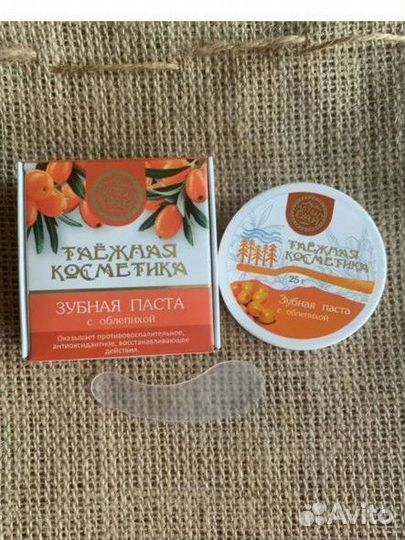 ТАЁЖНАЯ
КОСМЕТИКА
ЗУБНАЯ ПАСТА
с облепихой
Оказывает противовоспалительное,
антиоксидантное, восстанавливающее
действия.
ТАЁЖНАЯ
КОСМЕТИКА
25 г
Зубная паста
с облепихой
Avito